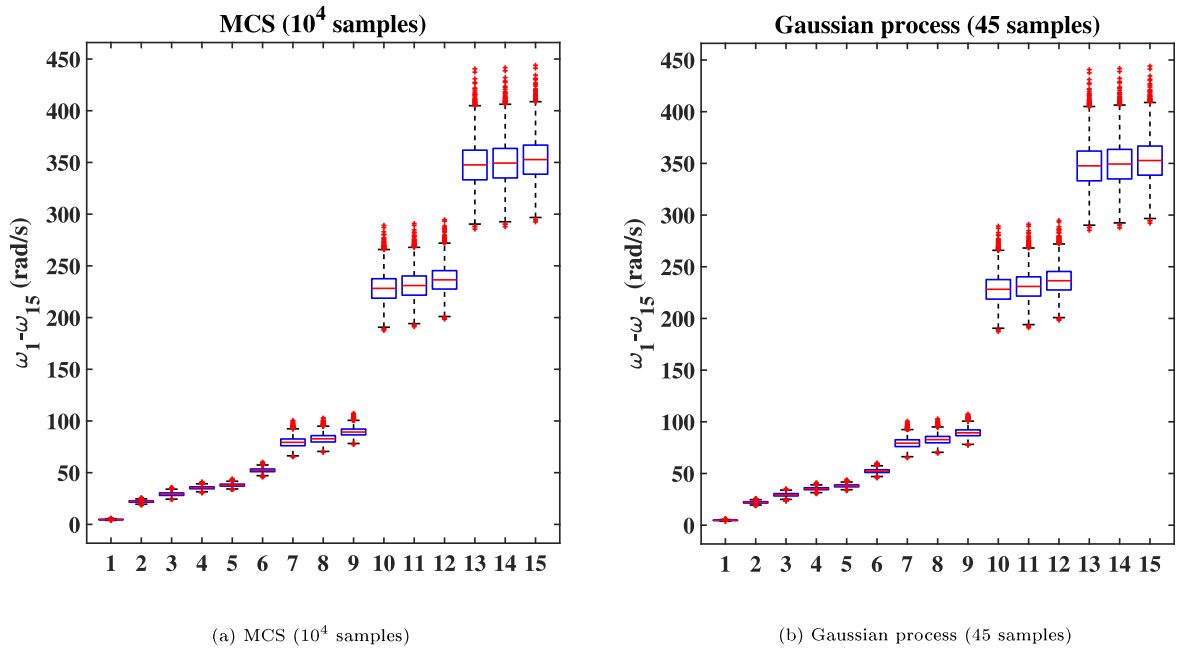 MCS (10^4 samples)
450
400
350
300
250
200
150
100
50
0
ω_1-ω_15 (rad/s)
1 2 3 4 5 6 7 8 9 10 11 12 13 14 15
(a) MCS (10^4 samples)
Gaussian process (45 samples)
450
400
350
300
250
200
150
100
50
0
ω_1-ω_15 (rad/s)
1 2 3 4 5 6 7 8 9 10 11 12 13 14 15
(b) Gaussian process (45 samples)